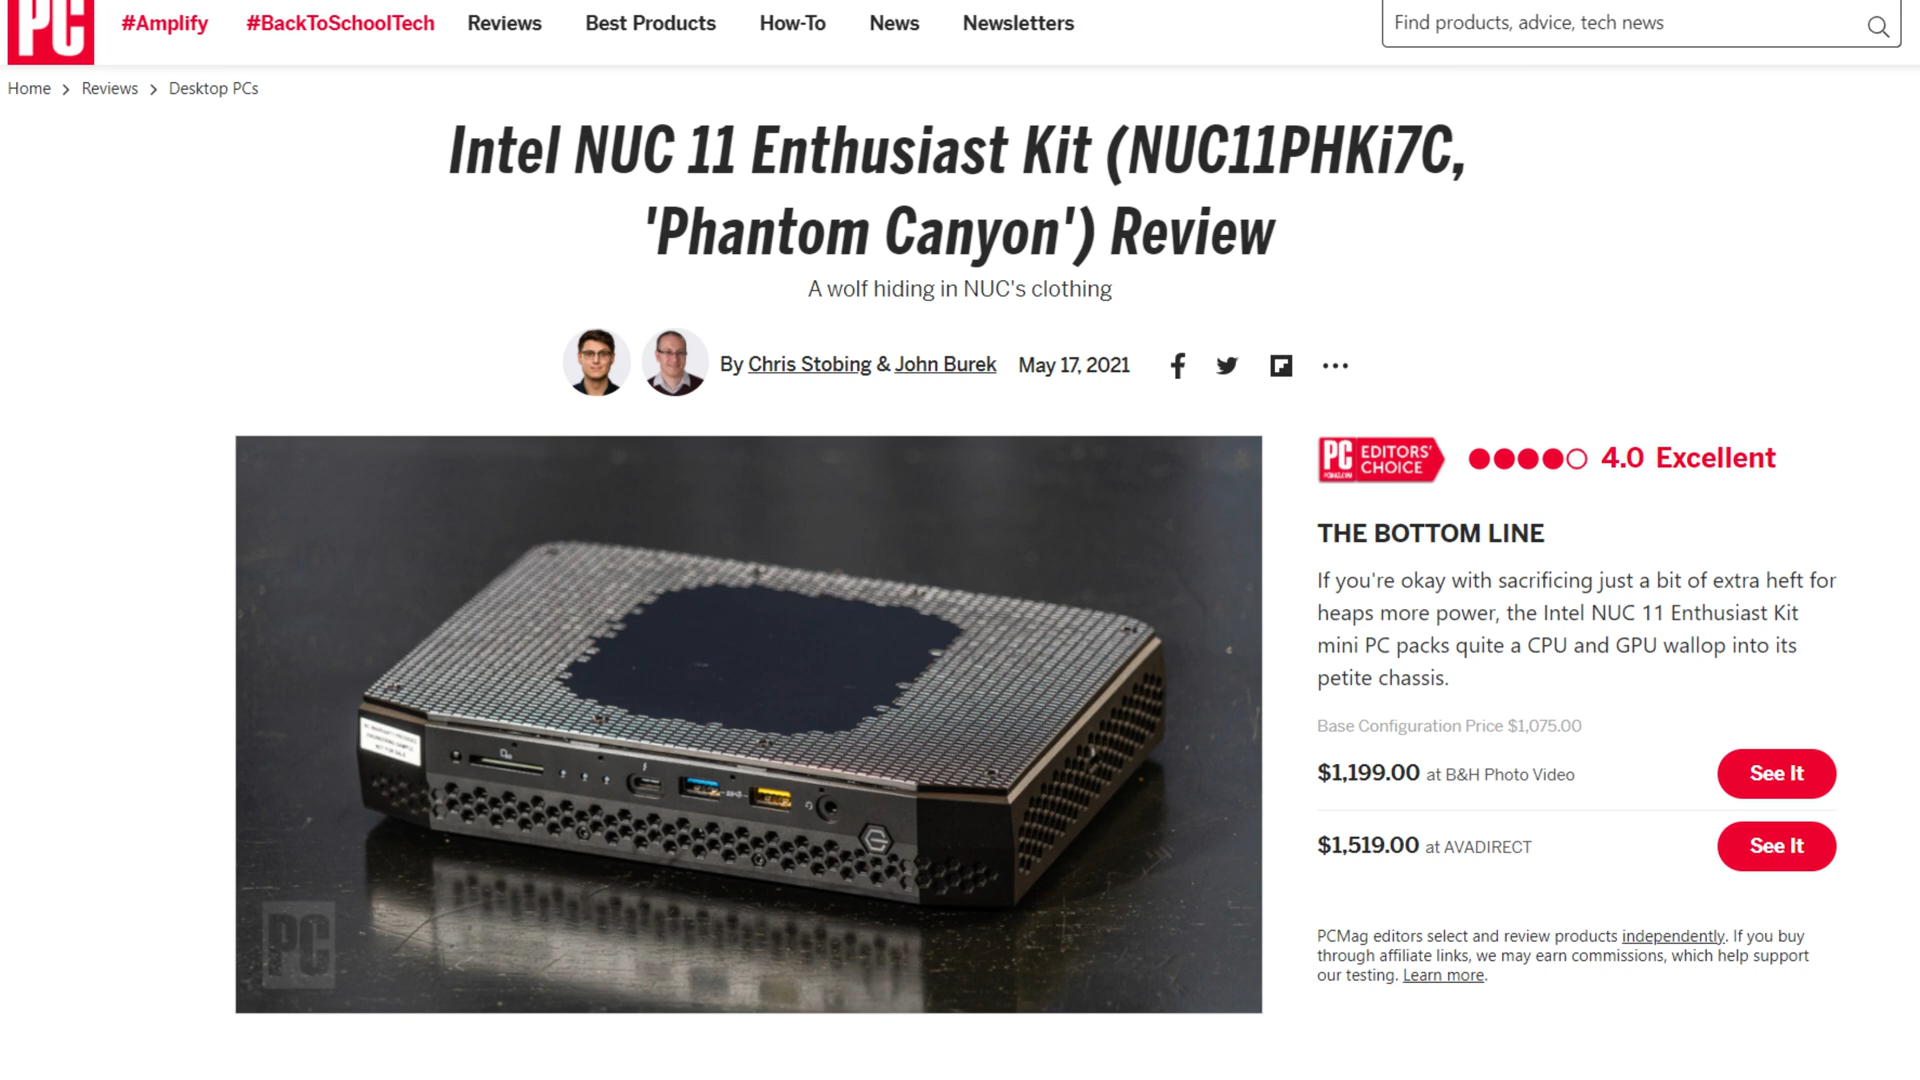 PC
#Amplify
#BackToSchoolTech
Reviews
Best Products
How-To
News
Newsletters
Find products, advice, tech news
Home > Reviews > Desktop PCs
Intel NUC 11 Enthusiast Kit (NUC11PHKi7C,
'Phantom Canyon') Review
A wolf hiding in NUC's clothing
By Chris Stobing & John Burek May 17, 2021
PC
PC EDITORS'
CHOICE
4.0 Excellent
THE BOTTOM LINE
If you're okay with sacrificing just a bit of extra heft for
heaps more power, the Intel NUC 11 Enthusiast Kit
mini PC packs quite a CPU and GPU wallop into its
petite chassis.
Base Configuration Price $1,075.00
$1,199.00 at B&H Photo Video
See It
$1,519.00 at AVADIRECT
See It
PCMag editors select and review products independently. If you buy
through affiliate links, we may earn commissions, which help support
our testing. Learn more.